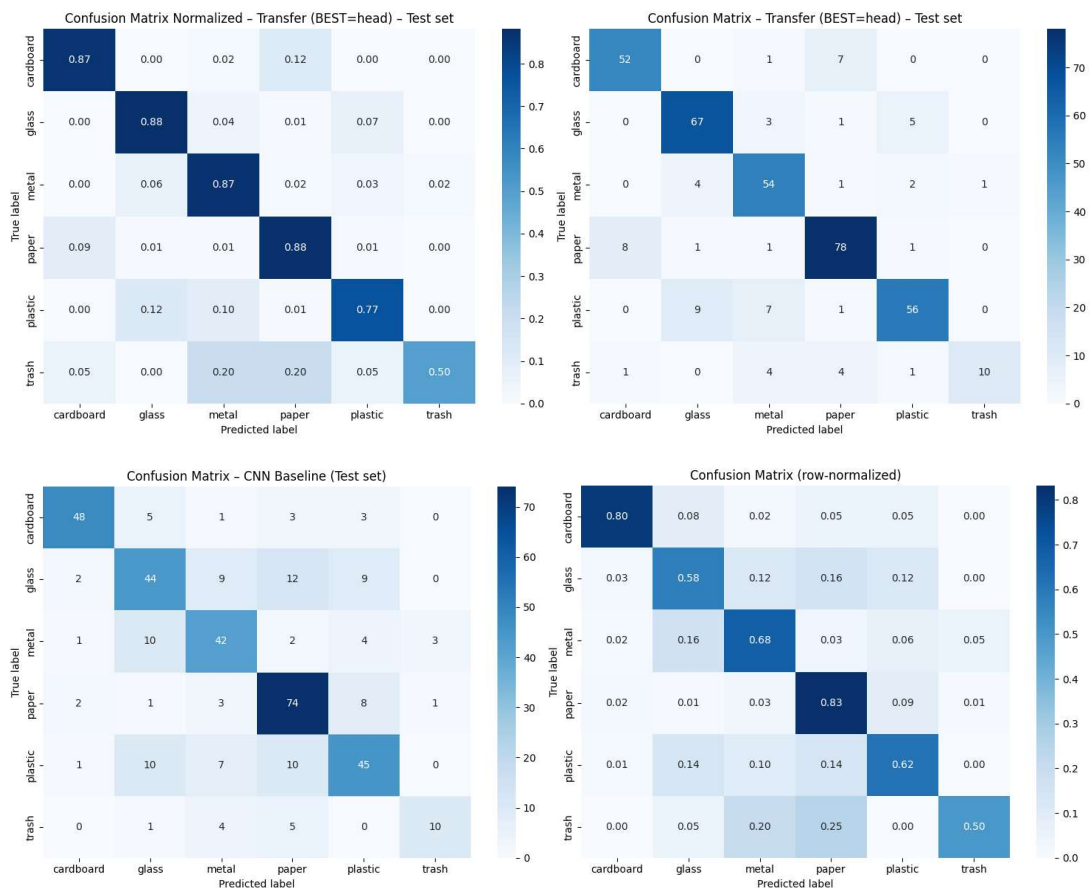 Confusion Matrix Normalized – Transfer (BEST=head) – Test set
True label
cardboard 0.87 0.00 0.02 0.12 0.00 0.00
glass 0.00 0.88 0.04 0.01 0.07 0.00
metal 0.00 0.06 0.87 0.02 0.03 0.02
paper 0.09 0.01 0.01 0.88 0.01 0.00
plastic 0.00 0.12 0.10 0.01 0.77 0.00
trash 0.05 0.00 0.20 0.20 0.05 0.50
cardboard glass metal paper plastic trash
Predicted label
0.8
0.7
0.6
0.5
0.4
0.3
0.2
0.1
0.0
Confusion Matrix – Transfer (BEST=head) – Test set
True label
cardboard 52 0 1 7 0 0
glass 0 67 3 1 5 0
metal 0 4 54 1 2 1
paper 8 1 1 78 1 0
plastic 0 9 7 1 56 0
trash 1 0 4 4 1 10
cardboard glass metal paper plastic trash
Predicted label
70
60
50
40
30
20
10
0
Confusion Matrix – CNN Baseline (Test set)
True label
cardboard 48 5 1 3 3 0
glass 2 44 9 12 9 0
metal 1 10 42 2 4 3
paper 2 1 3 74 8 1
plastic 1 10 7 10 45 0
trash 0 1 4 5 0 10
cardboard glass metal paper plastic trash
Predicted label
70
60
50
40
30
20
10
0
Confusion Matrix (row-normalized)
True label
cardboard 0.80 0.08 0.02 0.05 0.05 0.00
glass 0.03 0.58 0.12 0.16 0.12 0.00
metal 0.02 0.16 0.68 0.03 0.06 0.05
paper 0.02 0.01 0.03 0.83 0.09 0.01
plastic 0.01 0.14 0.10 0.14 0.62 0.00
trash 0.00 0.05 0.20 0.25 0.00 0.50
cardboard glass metal paper plastic trash
Predicted label
0.8
0.7
0.6
0.5
0.4
0.3
0.2
0.1
0.0